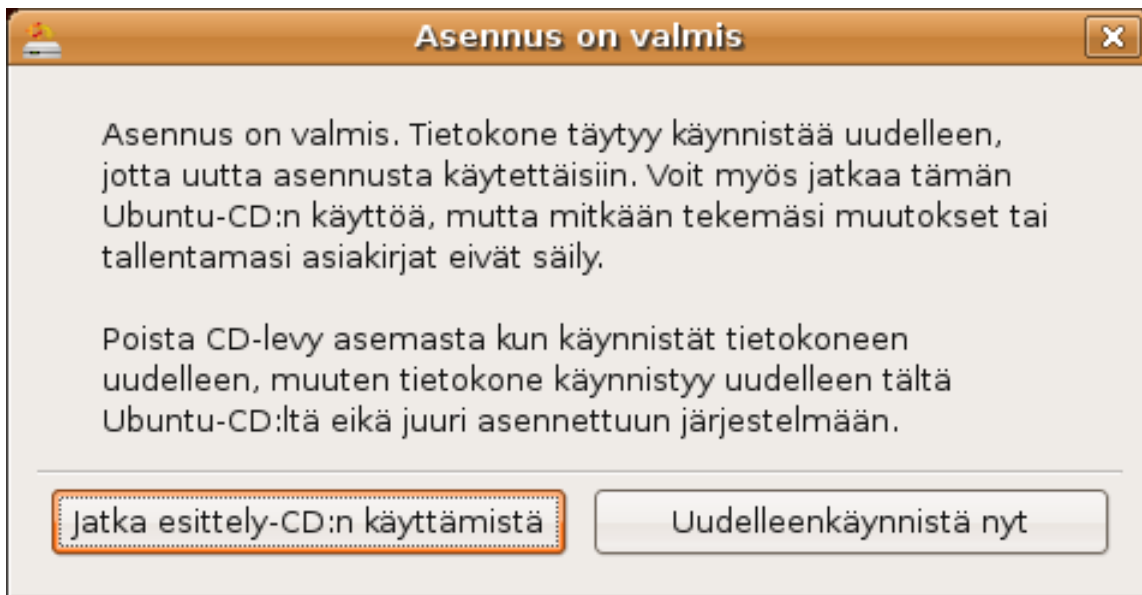 Asennus on valmis
Asennus on valmis. Tietokone täytyy käynnistää uudelleen,
jotta uutta asennusta käytettäisiin. Voit myös jatkaa tämän
Ubuntu-CD:n käyttöä, mutta mitkään tekemäsi muutokset tai
tallentamasi asiakirjat eivät säily.
Poista CD-levy asemasta kun käynnistät tietokoneen
uudelleen, muuten tietokone käynnistyy uudelleen tältä
Ubuntu-CD:ltä eikä juuri asennettuun järjestelmään.
Jatka esittely-CD:n käyttämistä
Uudelleenkäynnistä nyt